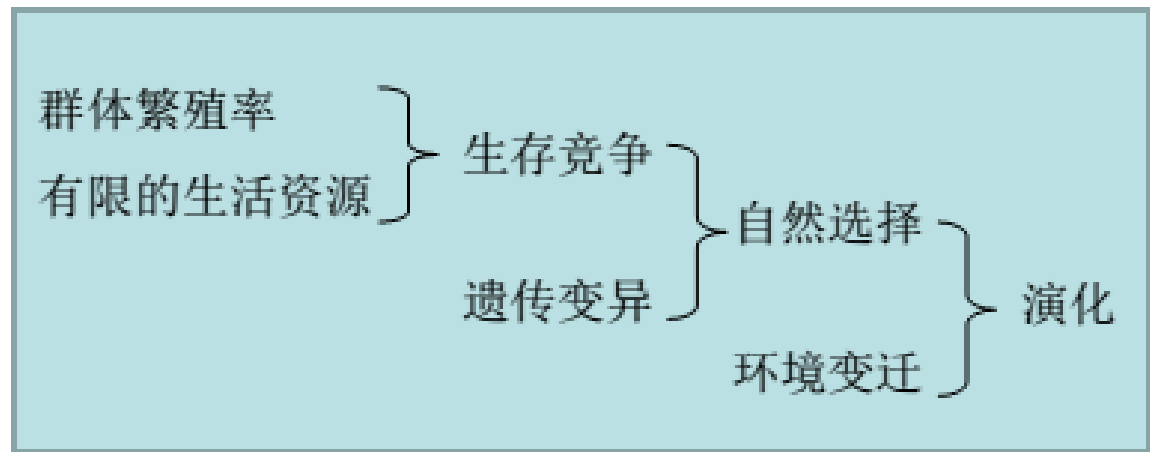 群体繁殖率
有限的生活资源
生存竞争
遗传变异
自然选择
环境变迁
演化